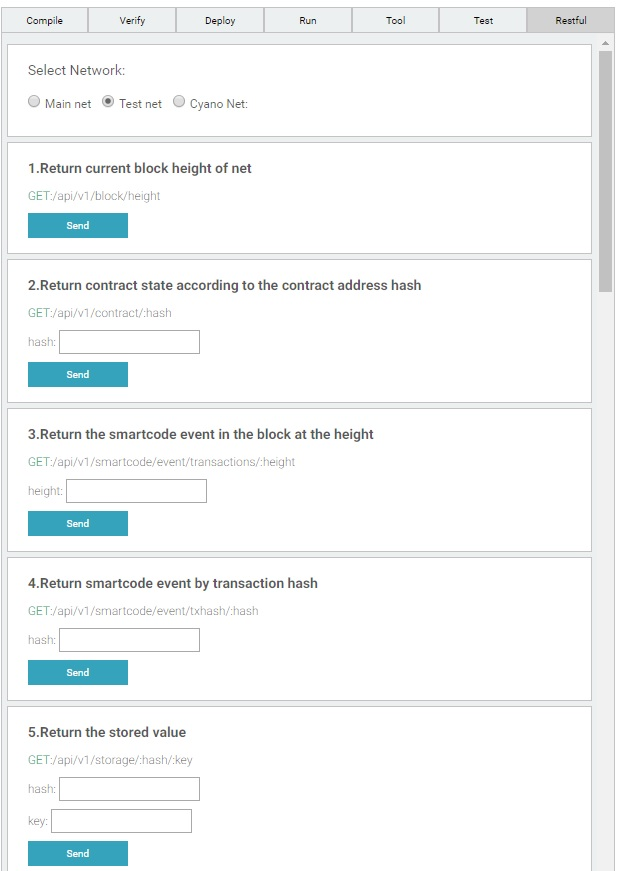 Compile Verify Deploy Run Tool Test Restful
Select Network:
Main net Test net Cyano Net:
1.Return current block height of net
GET:/api/v1/block/height
Send
2.Return contract state according to the contract address hash
GET:/api/v1/contract/:hash
hash:
Send
3.Return the smartcode event in the block at the height
GET:/api/v1/smartcode/event/transactions/:height
height:
Send
4.Return smartcode event by transaction hash
GET:/api/v1/smartcode/event/txhash/:hash
hash:
Send
5.Return the stored value
GET:/api/v1/storage/:hash/:key
hash:
key:
Send